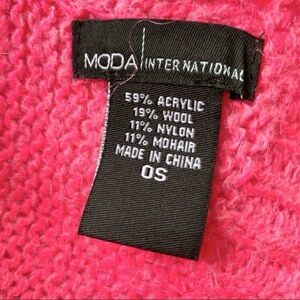 MODA INTERNATIONAL
59% ACRYLIC
19% WOOL
11% NYLON
11% MOHAIR
MADE IN CHINA
OS